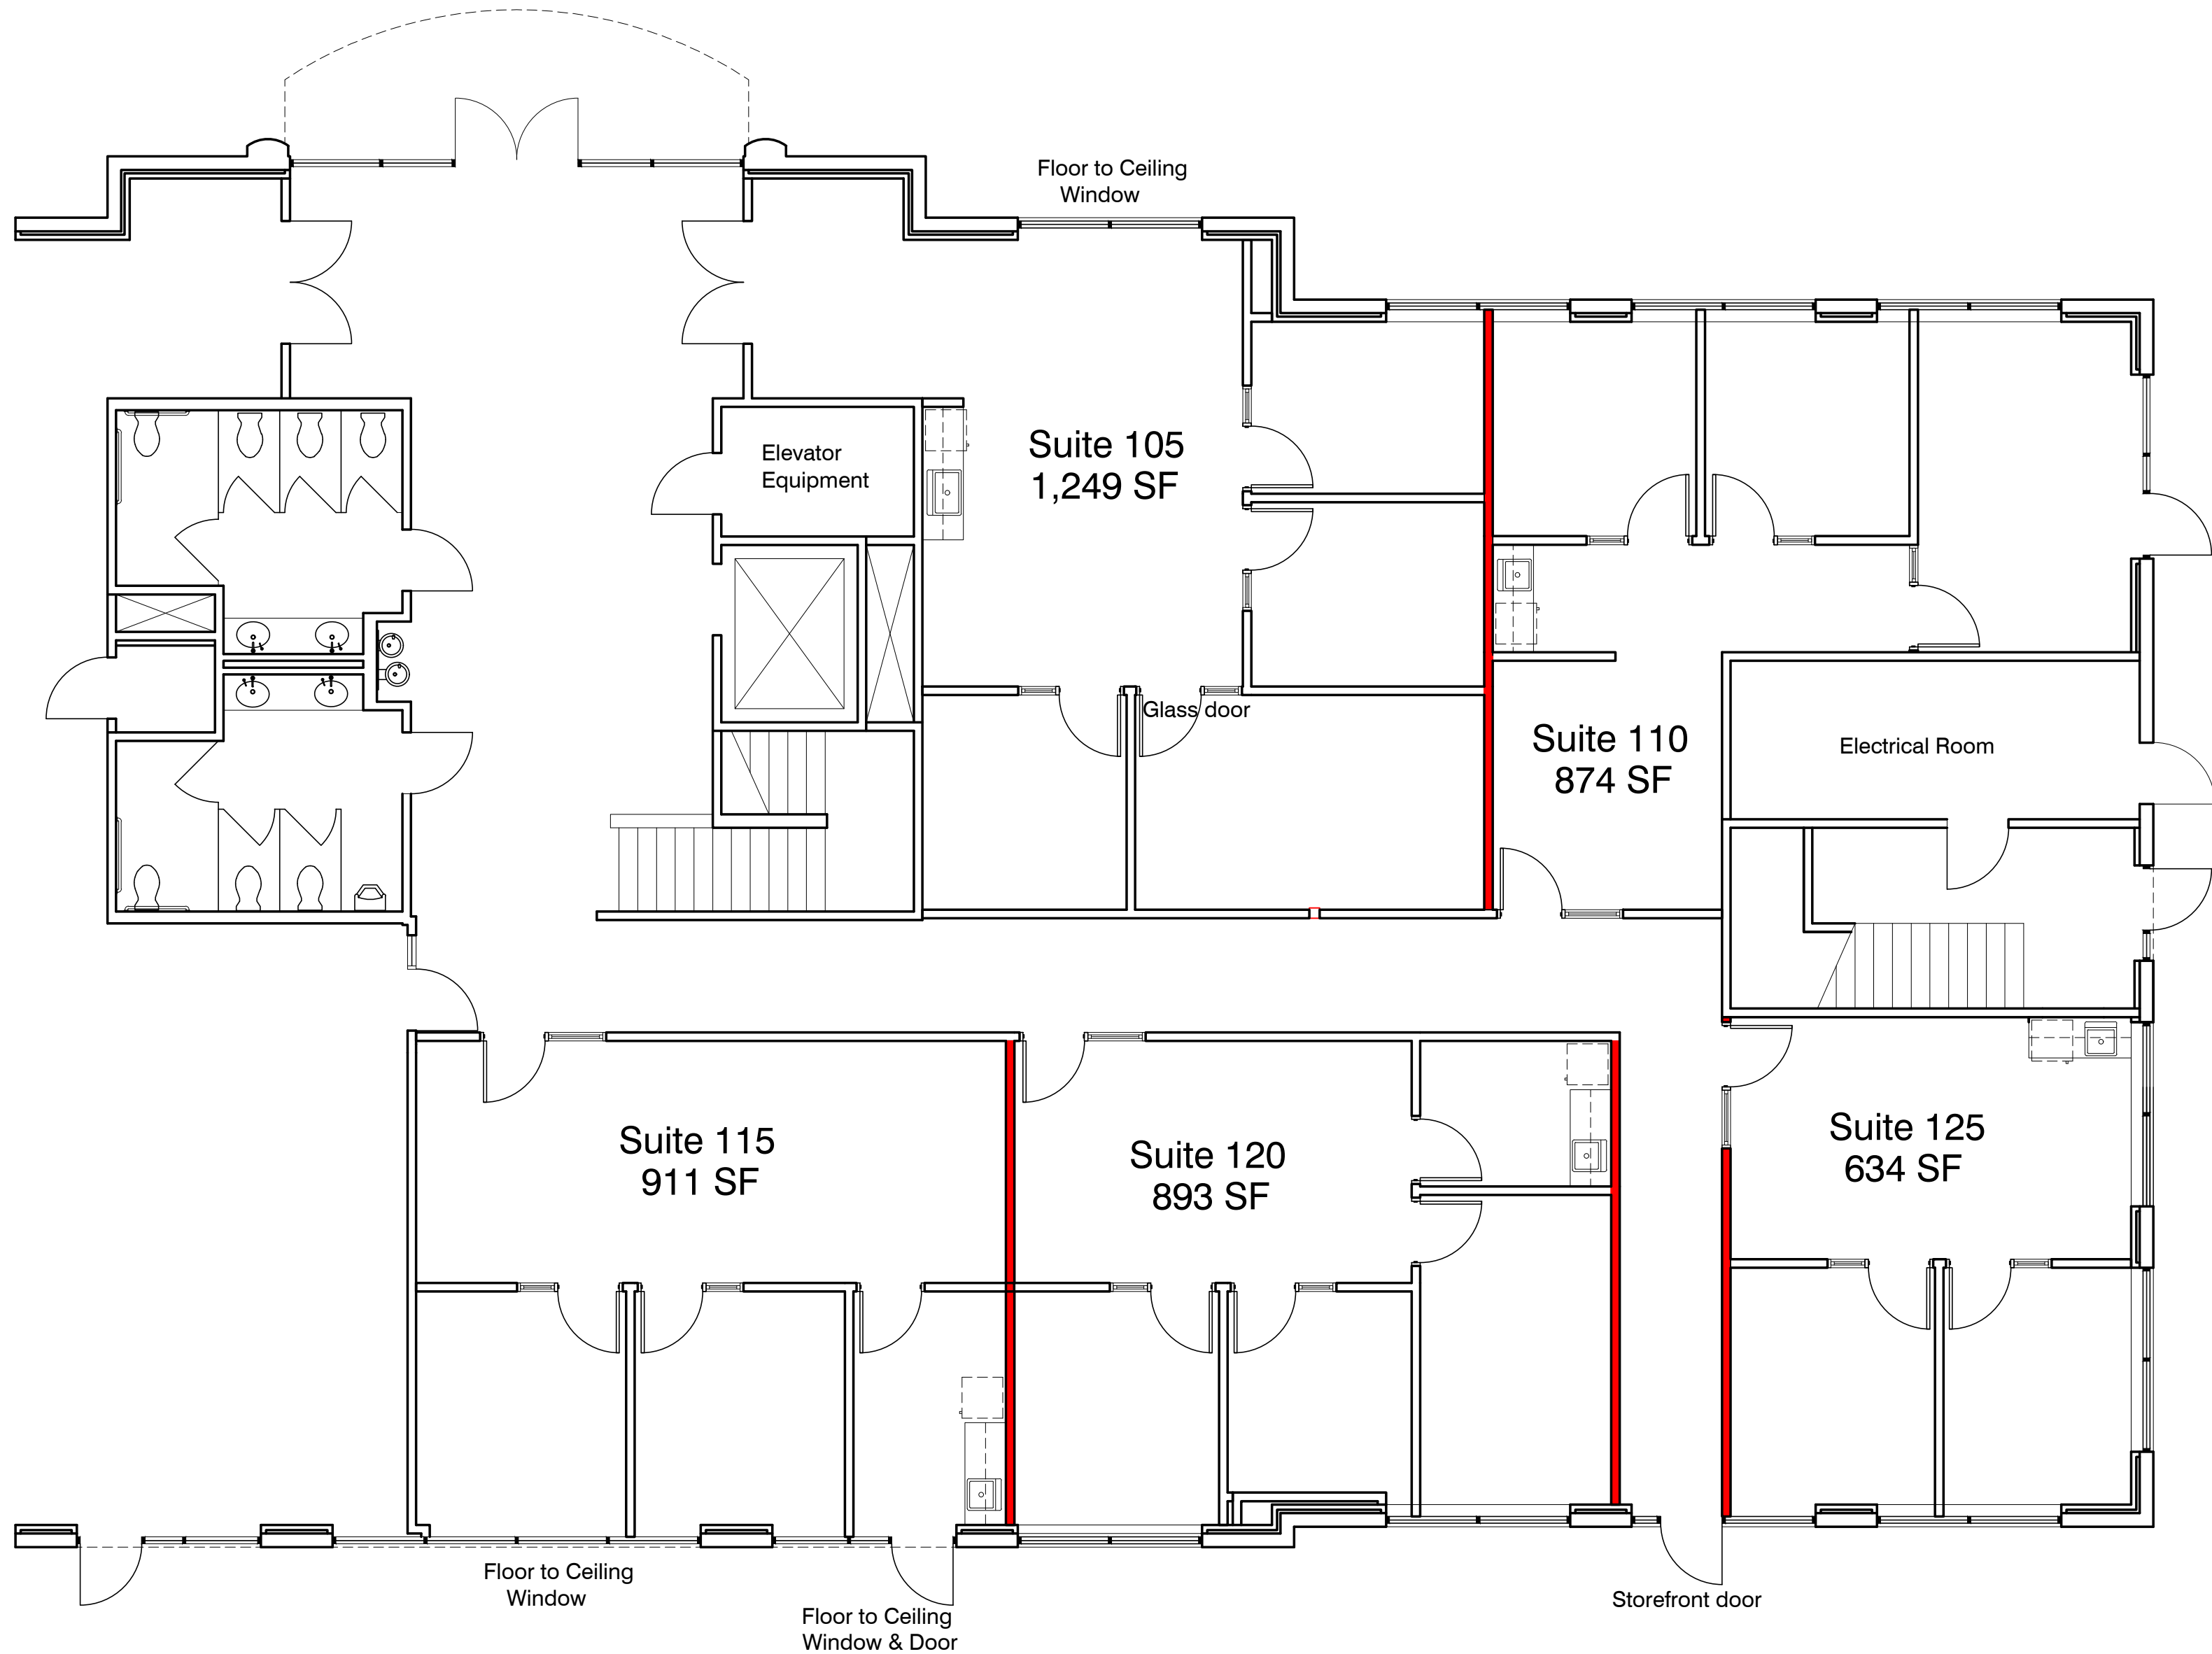 Floor to Ceiling
Window
Elevator
Equipment
Suite 105
1,249 SF
Glass door
Suite 110
874 SF
Electrical Room
Suite 115
911 SF
Suite 120
893 SF
Suite 125
634 SF
Floor to Ceiling
Window
Floor to Ceiling
Window & Door
Storefront door